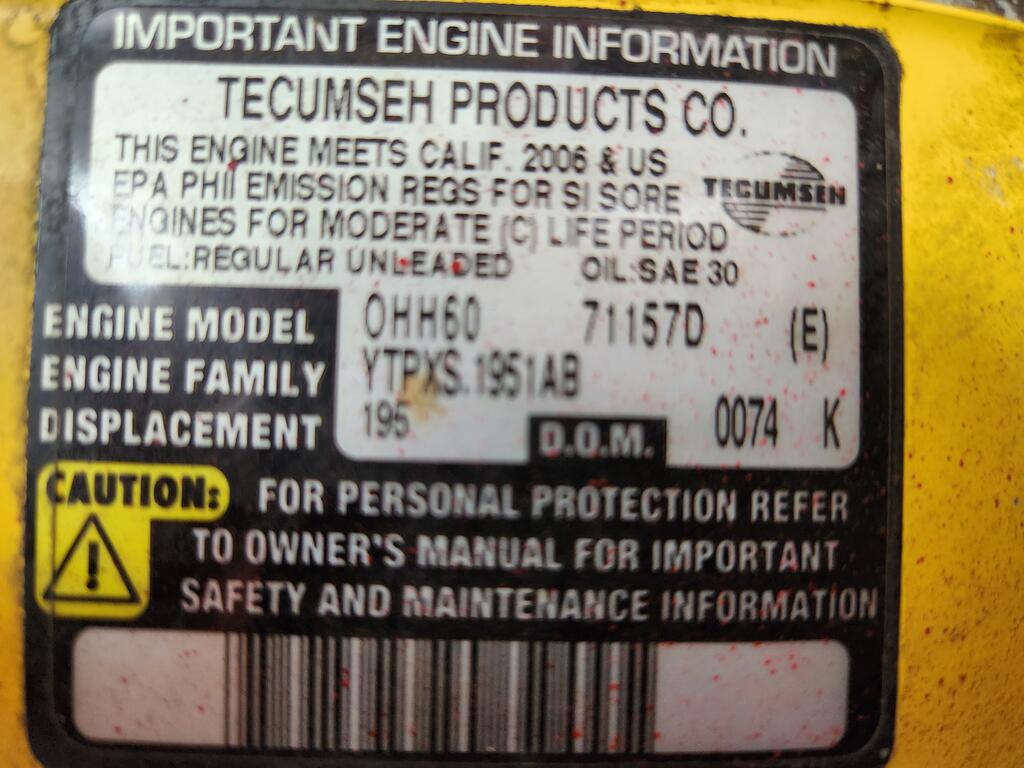 IMPORTANT ENGINE INFORMATION
TECUMSEH PRODUCTS CO.
THIS ENGINE MEETS CALIF. 2006 & US
EPA PHII EMISSION REGS FOR SI SORE
ENGINES FOR MODERATE (C) LIFE PERIOD
FUEL:REGULAR UNLEADED OIL:SAE 30
TECUMSEH
ENGINE MODEL OHH60 71157D (E)
ENGINE FAMILY YTPXS.1951AB
DISPLACEMENT 195 D.O.M. 0074 K
CAUTION: FOR PERSONAL PROTECTION REFER
TO OWNER'S MANUAL FOR IMPORTANT
! SAFETY AND MAINTENANCE INFORMATION